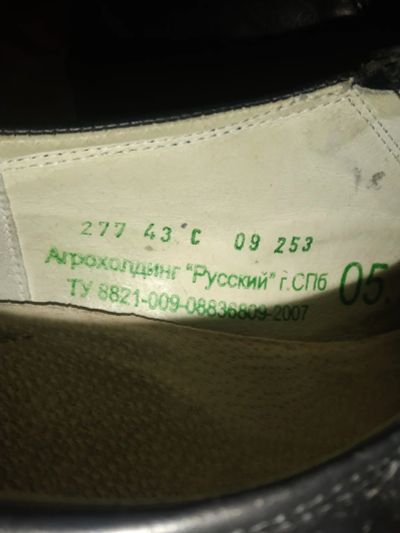 277 43 С 09 253
Агрохолдинг "Русский" г.СПб 05.
ТУ 8821-009-08836809-2007